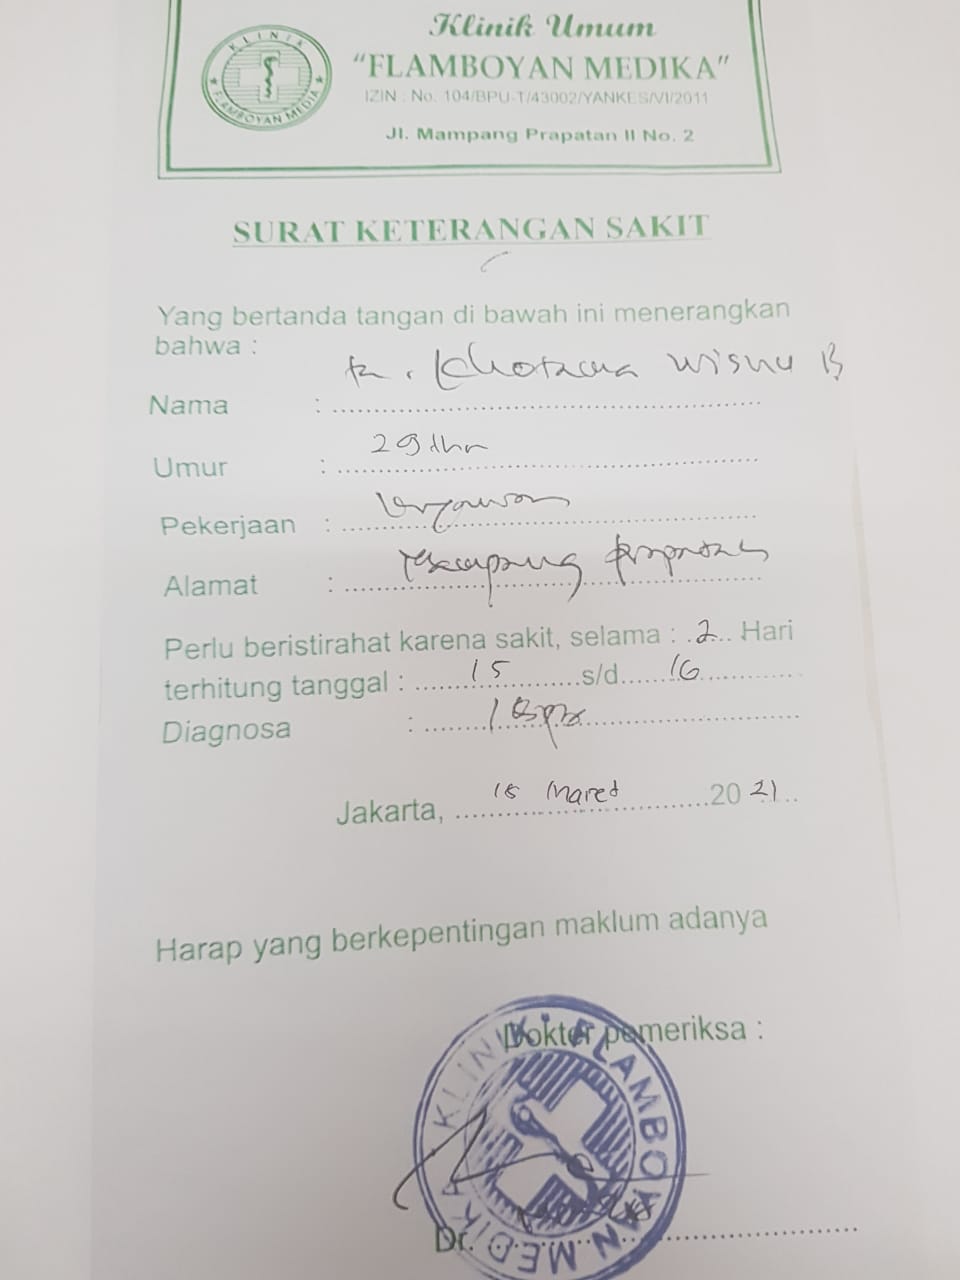 KLINIK
FLAMBOYAN MEDIA
Klinik Umum
"FLAMBOYAN MEDIKA"
IZIN : No. 104/BPU-T/43002/YANKES/VI/2011
Jl. Mampang Prapatan II No. 2
SURAT KETERANGAN SAKIT
Yang bertanda tangan di bawah ini menerangkan
bahwa :
Nama : tn. wisnu B
Umur : 29 thn
Pekerjaan : karyawan
Alamat : Mampang prapatan
Perlu beristirahat karena sakit, selama : 2 Hari
terhitung tanggal : 15 s/d 16
Diagnosa :
Jakarta, 15 Maret 2021
Harap yang berkepentingan maklum adanya
Dokter pemeriksa :
KLINIK FLAMBOYAN MEDIKA
Dr.